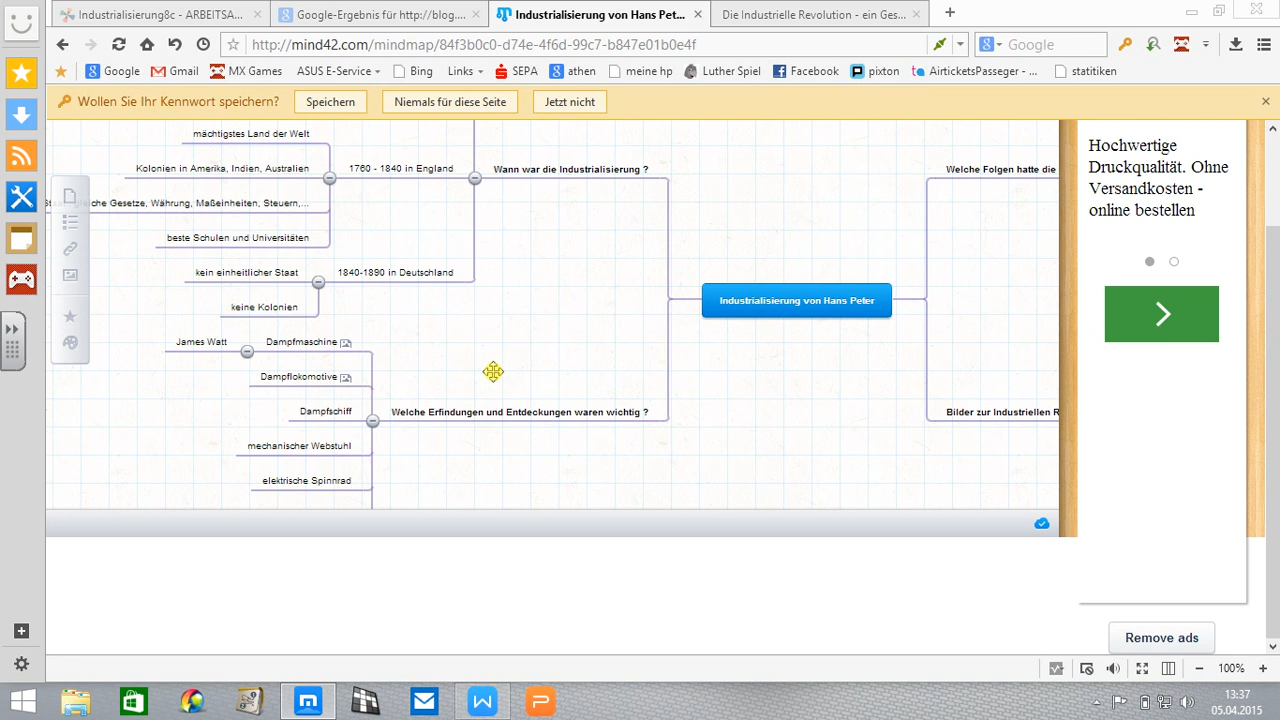 Industrialisierung8c - ARBEITSA...
Google-Ergebnis für http://blog....
Industrialisierung von Hans Peter...
Die Industrielle Revolution - ein Ges...
http://mind42.com/mindmap/84f3b0c0-d74e-4f6d-99c7-b847e01b0e4f
Google
Google
Gmail
MX Games
ASUS E-Service
Bing
Links
SEPA
athen
meine hp
Luther Spiel
Facebook
pixton
AirticketsPasseger - ...
statitiken
Wollen Sie Ihr Kennwort speichern?
Speichern
Niemals für diese Seite
Jetzt nicht
mächtigstes Land der Welt
Kolonien in Amerika, Indien, Australien
1760 - 1840 in England
Wann war die Industrialisierung ?
Welche Folgen hatte die
Gesetze, Währung, Maßeinheiten, Steuern,...
beste Schulen und Universitäten
kein einheitlicher Staat
1840-1890 in Deutschland
keine Kolonien
Industrialisierung von Hans Peter
James Watt
Dampfmaschine
Dampflokomotive
Dampfschiff
Welche Erfindungen und Entdeckungen waren wichtig ?
Bilder zur Industriellen R
mechanischer Webstuhl
elektrische Spinnrad
Hochwertige
Druckqualität. Ohne
Versandkosten -
online bestellen
Remove ads
100%
13:37
05.04.2015